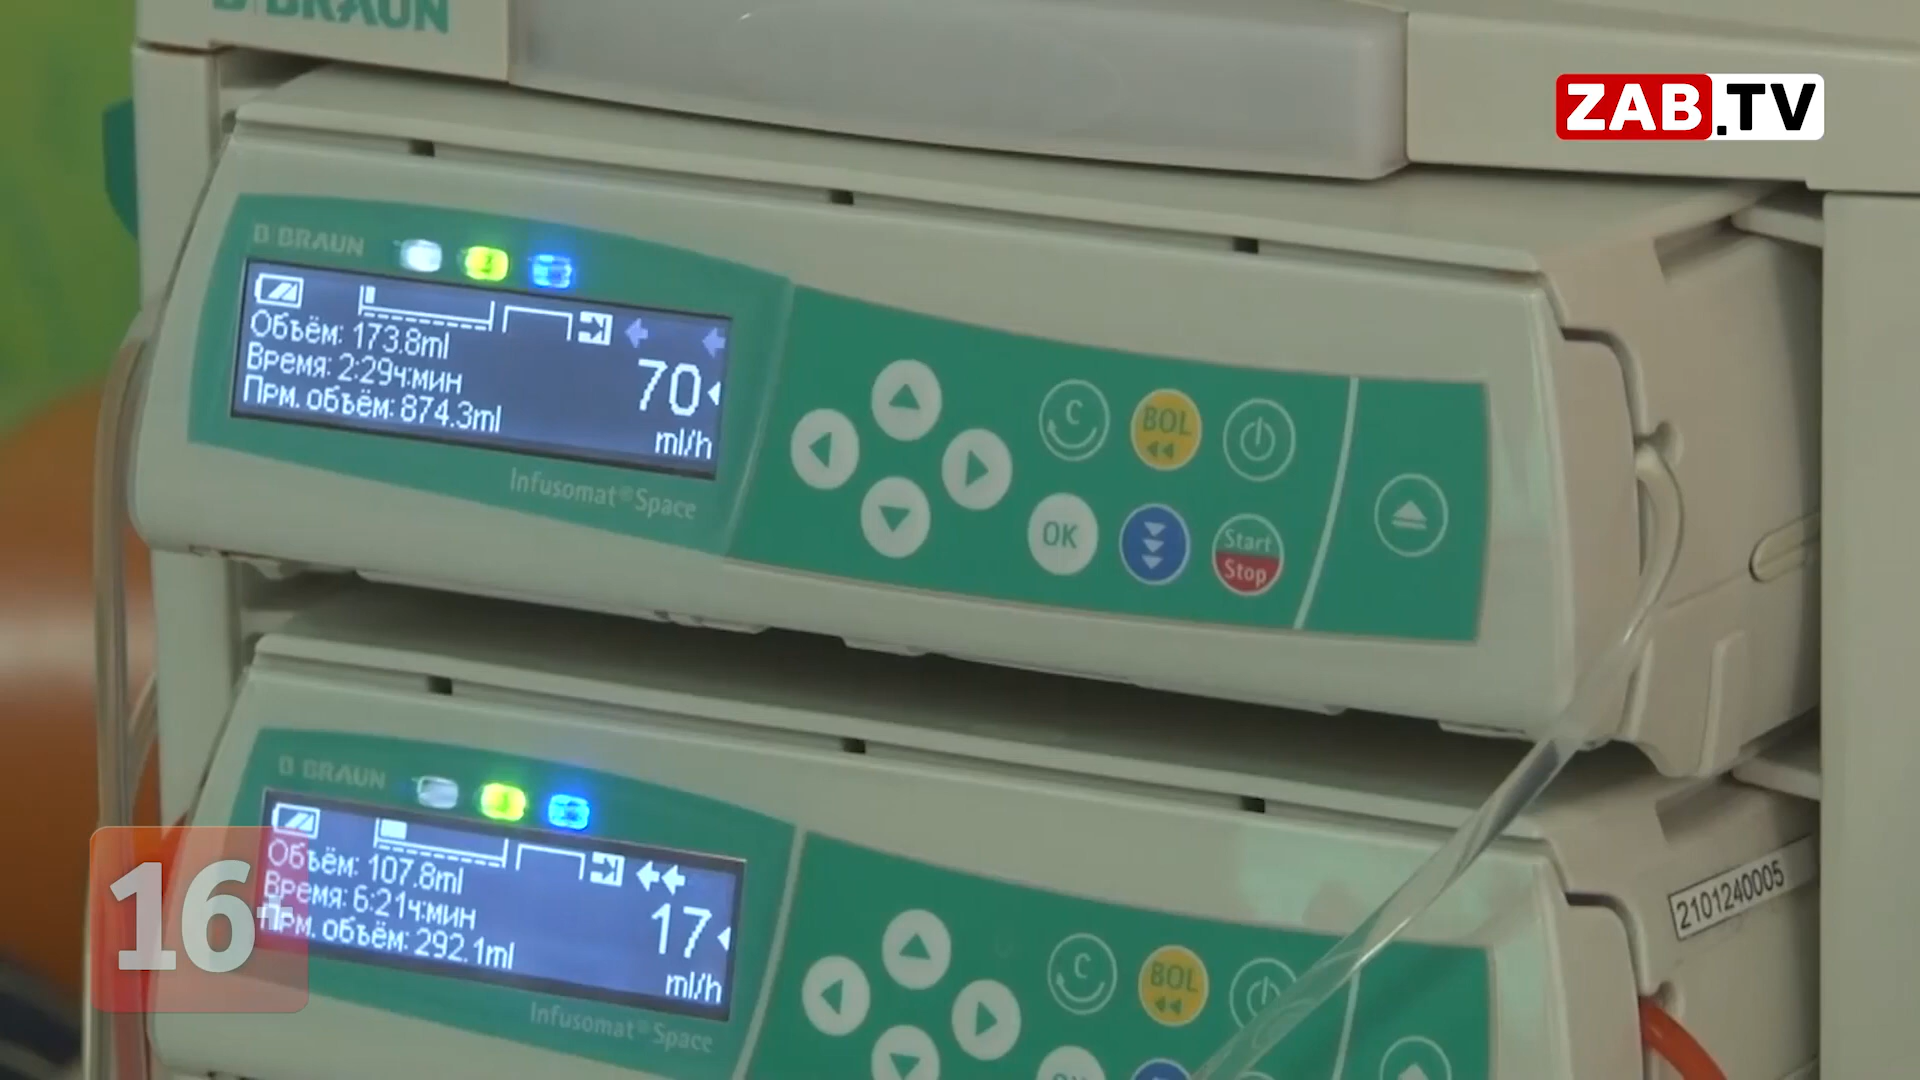 B BRAUN
ZAB.TV
B BRAUN
Объём: 173.8ml
Время: 2:29ч:мин
Прм. объём: 874.3ml
70
ml/h
Infusomat® Space
C
BOL
OK
Start
Stop
B BRAUN
Объём: 107.8ml
Время: 6:21ч:мин
Прм. объём: 292.1ml
17
ml/h
Infusomat® Space
C
BOL
OK
2101240005
16+